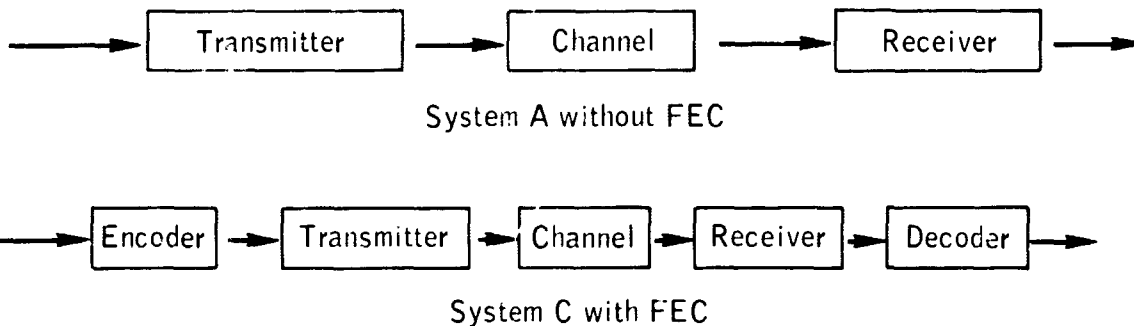 Transmitter Channel Receiver
System A without FEC
Encoder Transmitter Channel Receiver Decoder
System C with FEC